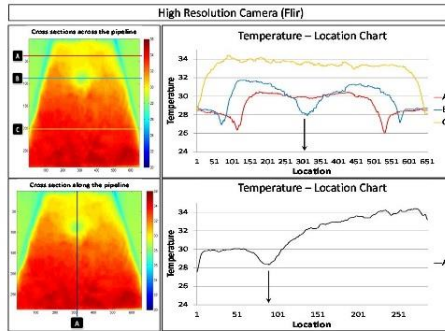 High Resolution Camera (Flir)
Cross sections across the pipeline
A
B
C
Temperature – Location Chart
Temperature
34
32
30
28
26
24
1 51 101 151 201 251 301 351 401 451 501 551 601 651
Location
A
B
C
Cross section along the pipeline
A
Temperature – Location Chart
Temperature
34
32
30
28
26
24
1 51 101 151 201 251
Location
A